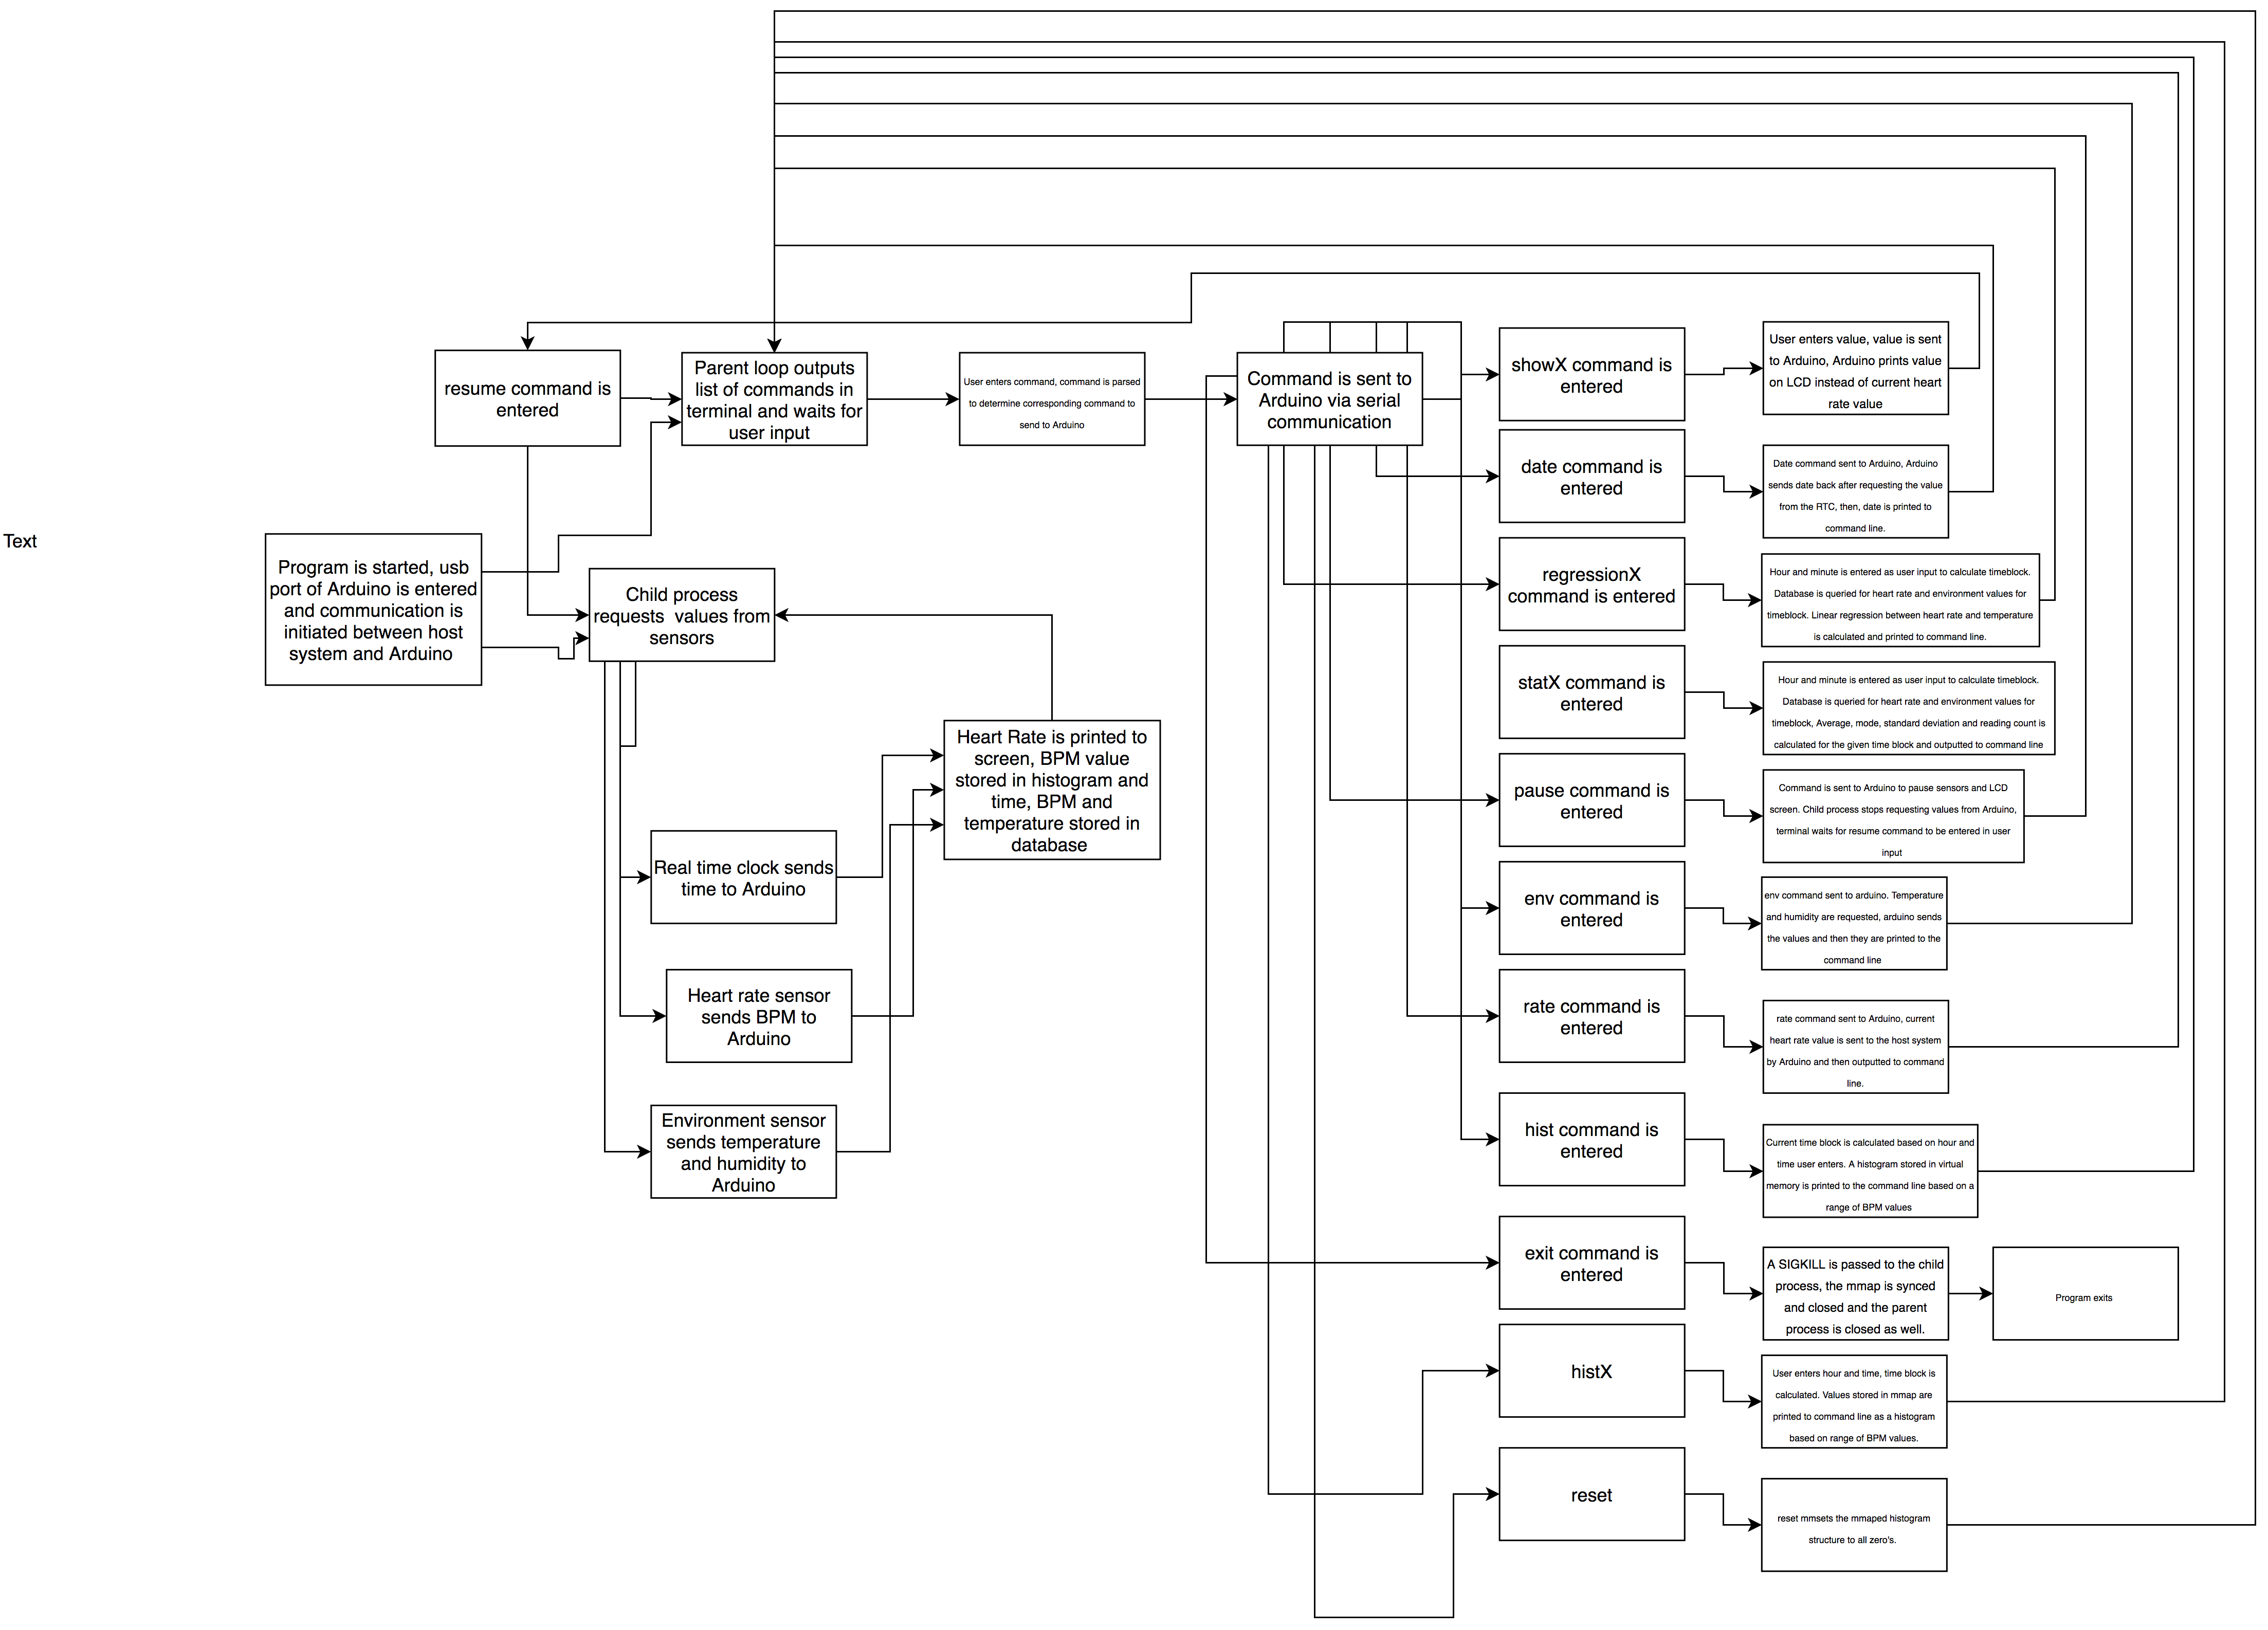 Text
Program is started, usb
port of Arduino is entered
and communication is
initiated between host
system and Arduino
resume command is
entered
Parent loop outputs
list of commands in
terminal and waits for
user input
User enters command, command is parsed
to determine corresponding command to
send to Arduino
Command is sent to
Arduino via serial
communication
Child process
requests  values from
sensors
Heart Rate is printed to
screen, BPM value
stored in histogram and
time, BPM and
temperature stored in
database
Real time clock sends
time to Arduino
Heart rate sensor
sends BPM to
Arduino
Environment sensor
sends temperature
and humidity to
Arduino
showX command is
entered
User enters value, value is sent
to Arduino, Arduino prints value
on LCD instead of current heart
rate value
date command is
entered
Date command sent to Arduino, Arduino
sends date back after requesting the value
from the RTC, then, date is printed to
command line.
regressionX
command is entered
Hour and minute is entered as user input to calculate timeblock.
Database is queried for heart rate and environment values for
timeblock. Linear regression between heart rate and temperature
is calculated and printed to command line.
statX command is
entered
Hour and minute is entered as user input to calculate timeblock.
Database is queried for heart rate and environment values for
timeblock, Average, mode, standard deviation and reading count is
calculated for the given time block and outputted to command line
pause command is
entered
Command is sent to Arduino to pause sensors and LCD
screen. Child process stops requesting values from Arduino,
terminal waits for resume command to be entered in user
input
env command is
entered
env command sent to arduino. Temperature
and humidity are requested, arduino sends
the values and then they are printed to the
command line
rate command is
entered
rate command sent to Arduino, current
heart rate value is sent to the host system
by Arduino and then outputted to command
line.
hist command is
entered
Current time block is calculated based on hour and
time user enters. A histogram stored in virtual
memory is printed to the command line based on a
range of BPM values
exit command is
entered
A SIGKILL is passed to the child
process, the mmap is synced
and closed and the parent
process is closed as well.
Program exits
histX
User enters hour and time, time block is
calculated. Values stored in mmap are
printed to command line as a histogram
based on range of BPM values.
reset
reset mmsets the mmaped histogram
structure to all zero's.